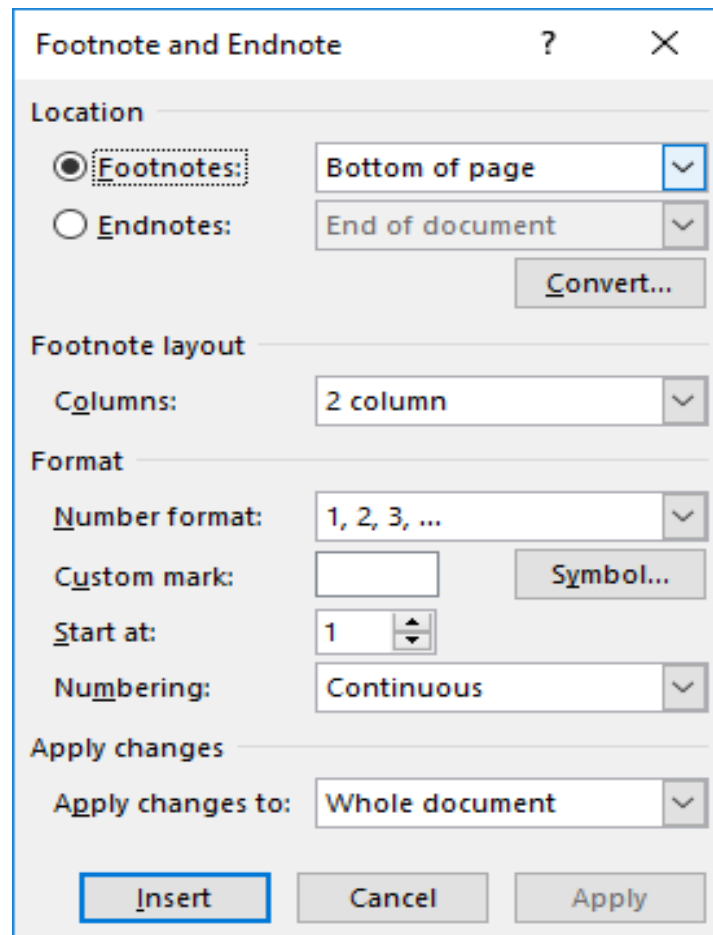 Footnote and Endnote ?
Location
Footnotes: Bottom of page
Endnotes: End of document
Convert...
Footnote layout
Columns: 2 column
Format
Number format: 1, 2, 3, ...
Custom mark: Symbol...
Start at: 1
Numbering: Continuous
Apply changes
Apply changes to: Whole document
Insert Cancel Apply